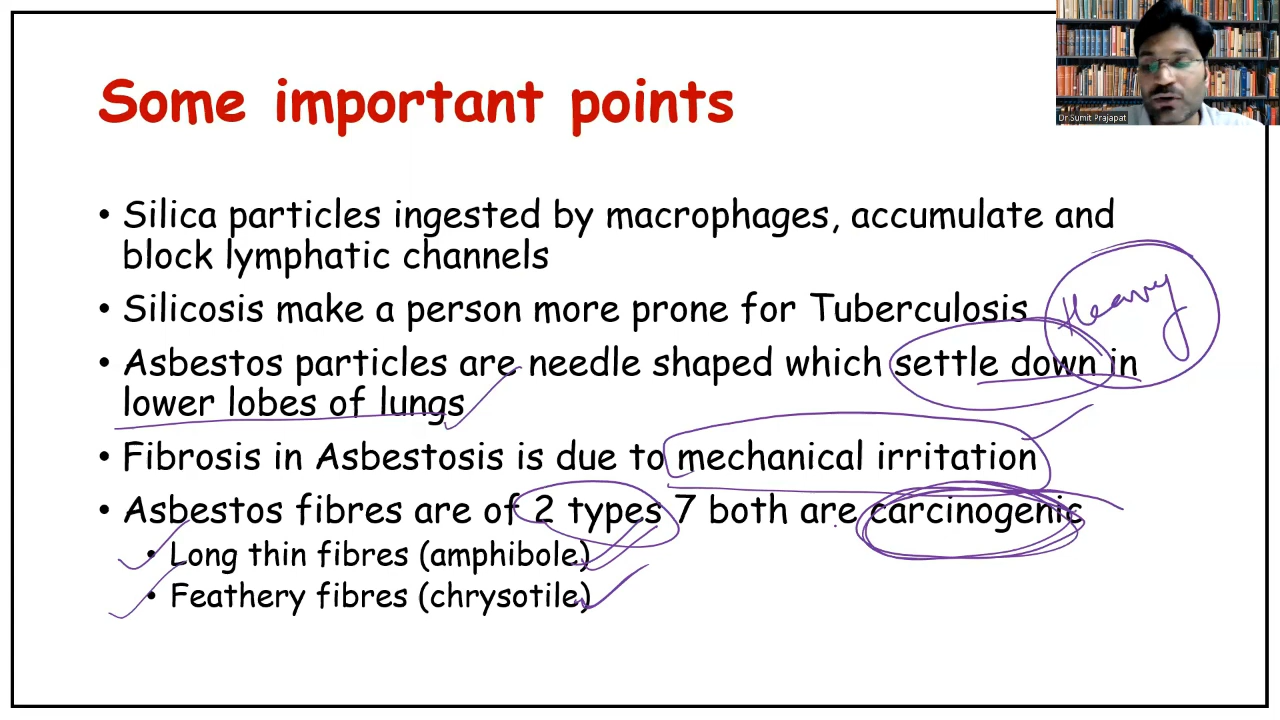 Some important points
Dr Sumit Prajapat
• Silica particles ingested by macrophages, accumulate and
block lymphatic channels
• Silicosis make a person more prone for Tuberculosis
Heavy
• Asbestos particles are needle shaped which settle down in
lower lobes of lungs
• Fibrosis in Asbestosis is due to mechanical irritation
• Asbestos fibres are of 2 types 7 both are carcinogenic
• Long thin fibres (amphibole)
• Feathery fibres (chrysotile)